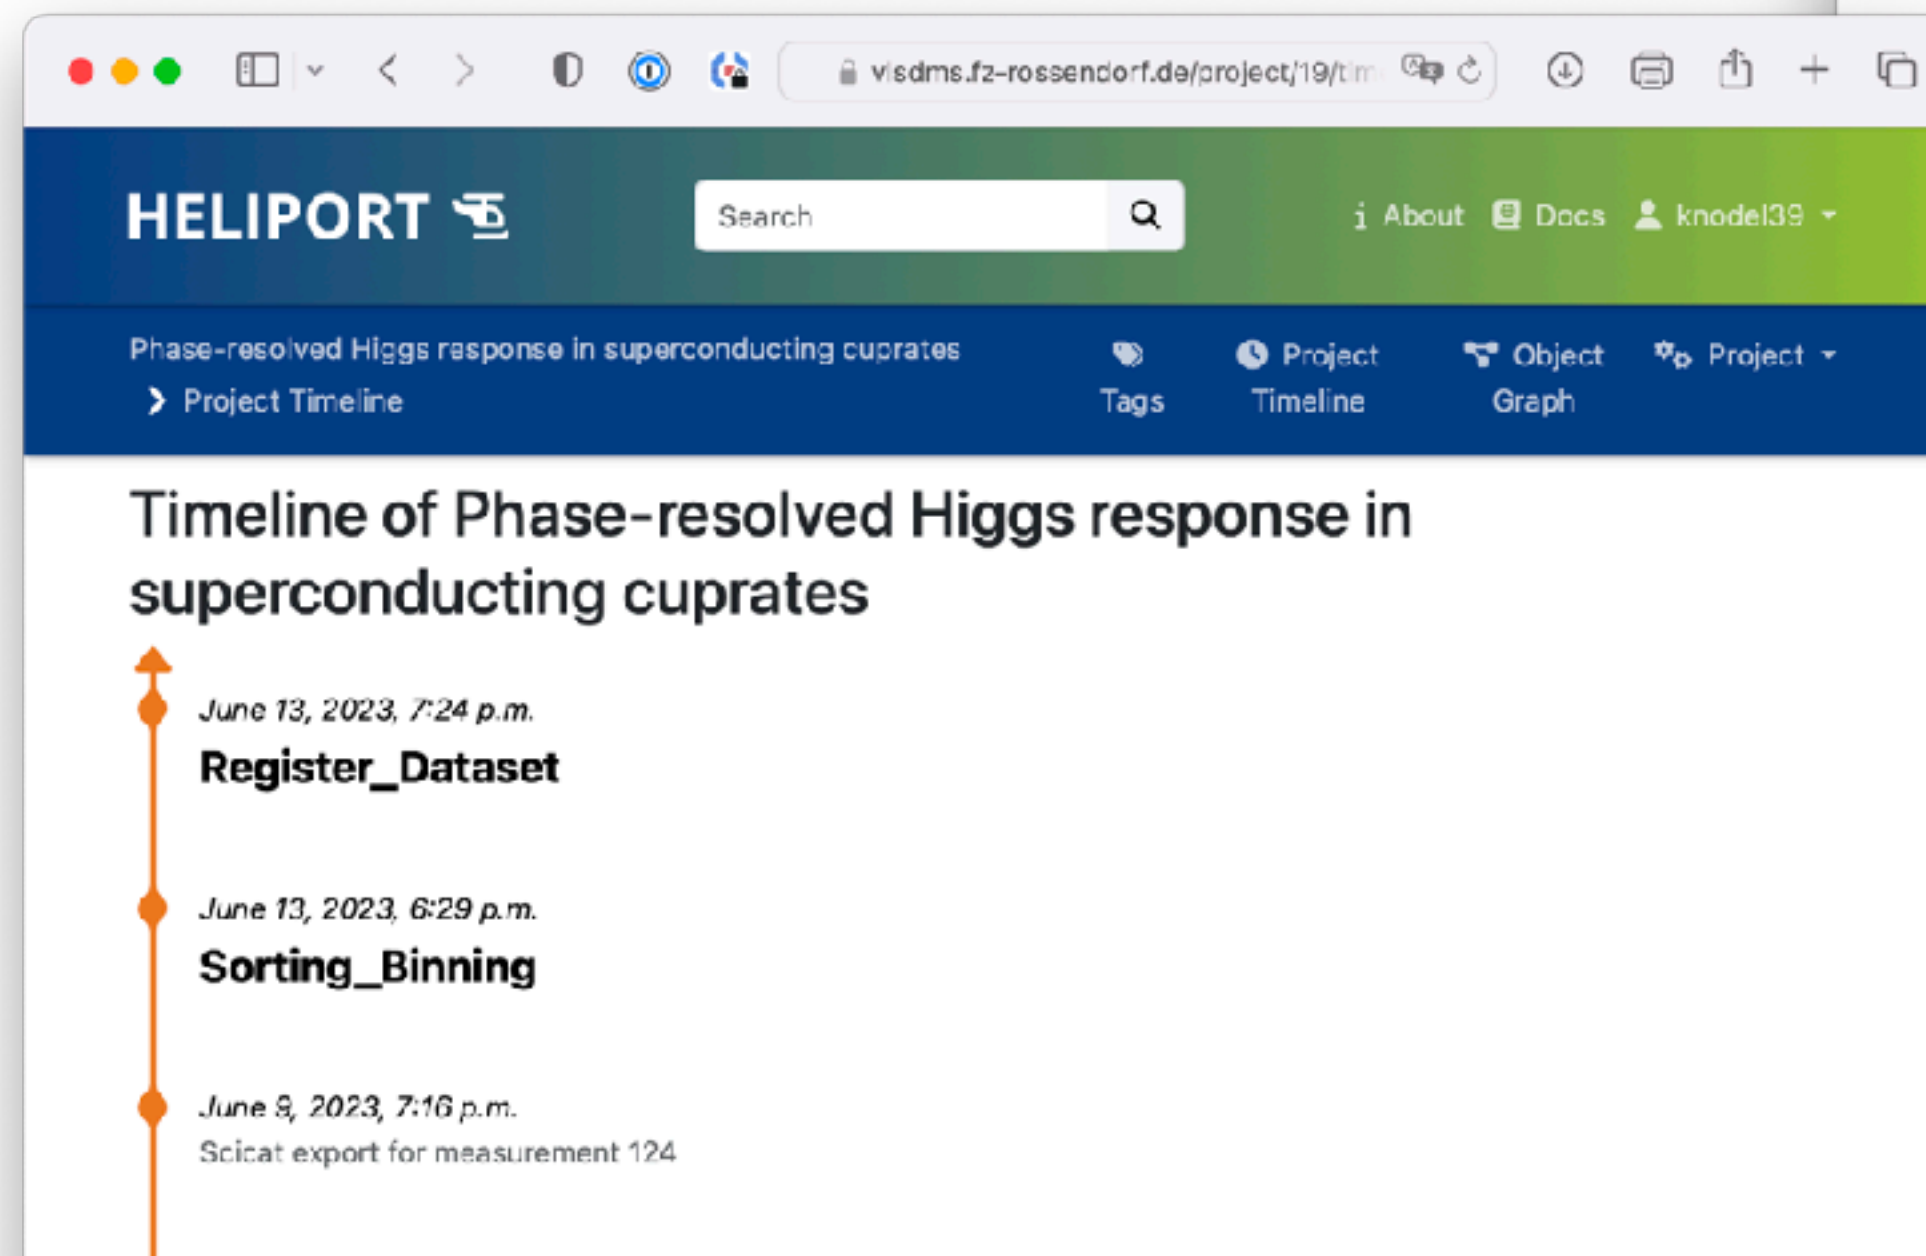 vlsdms.fz-rossendorf.de/project/19/tim
HELIPORT
Search
i About Docs knodel39
Phase-resolved Higgs response in superconducting cuprates
Project Timeline
Tags
Project Timeline
Object Graph
Project
Timeline of Phase-resolved Higgs response in
superconducting cuprates
June 13, 2023, 7:24 p.m.
Register_Dataset
June 13, 2023, 6:29 p.m.
Sorting_Binning
June 9, 2023, 7:16 p.m.
Scicat export for measurement 124